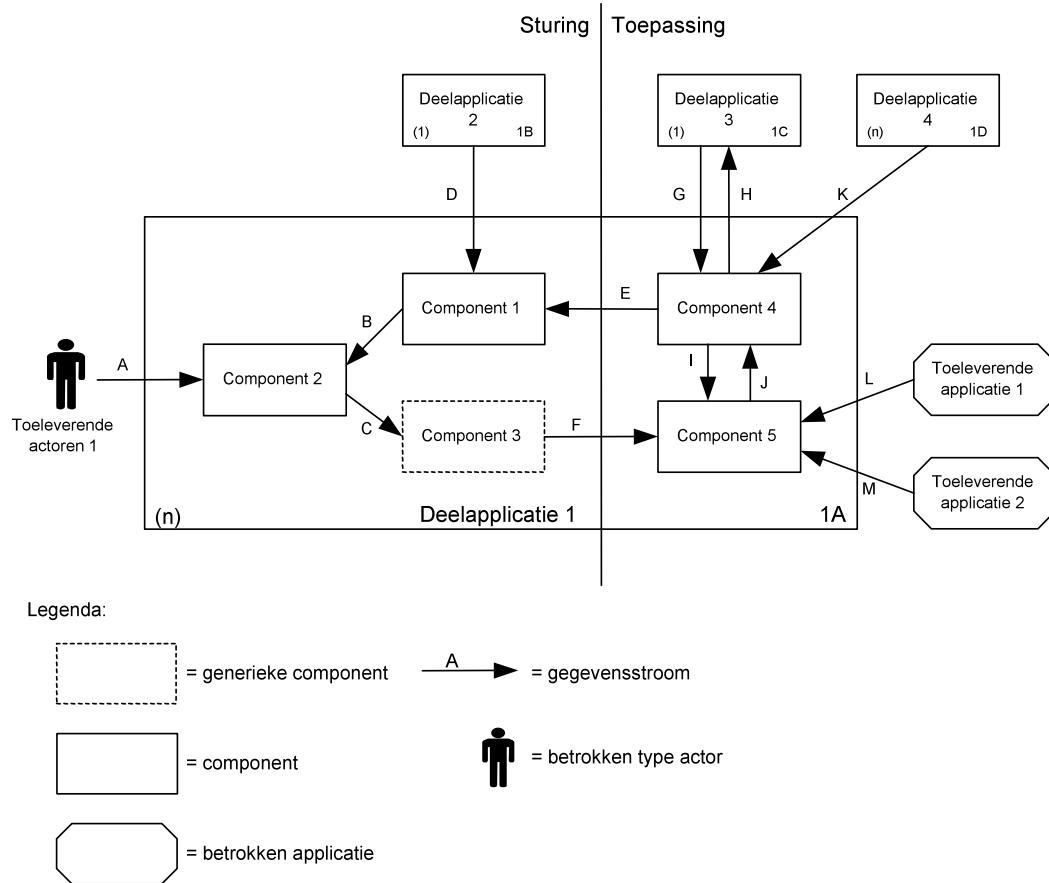 Sturing
Toepassing
Deelapplicatie
2
(1)
1B
Deelapplicatie
3
(1)
1C
Deelapplicatie
4
(n)
1D
D
G
H
K
Component 1
E
Component 4
B
A
Component 2
I
J
L
Toeleverende
applicatie 1
Toeleverende
actoren 1
C
Component 3
F
Component 5
M
Toeleverende
applicatie 2
(n)
Deelapplicatie 1
1A
Legenda:
= generieke component
A
= gegevensstroom
= component
= betrokken type actor
= betrokken applicatie